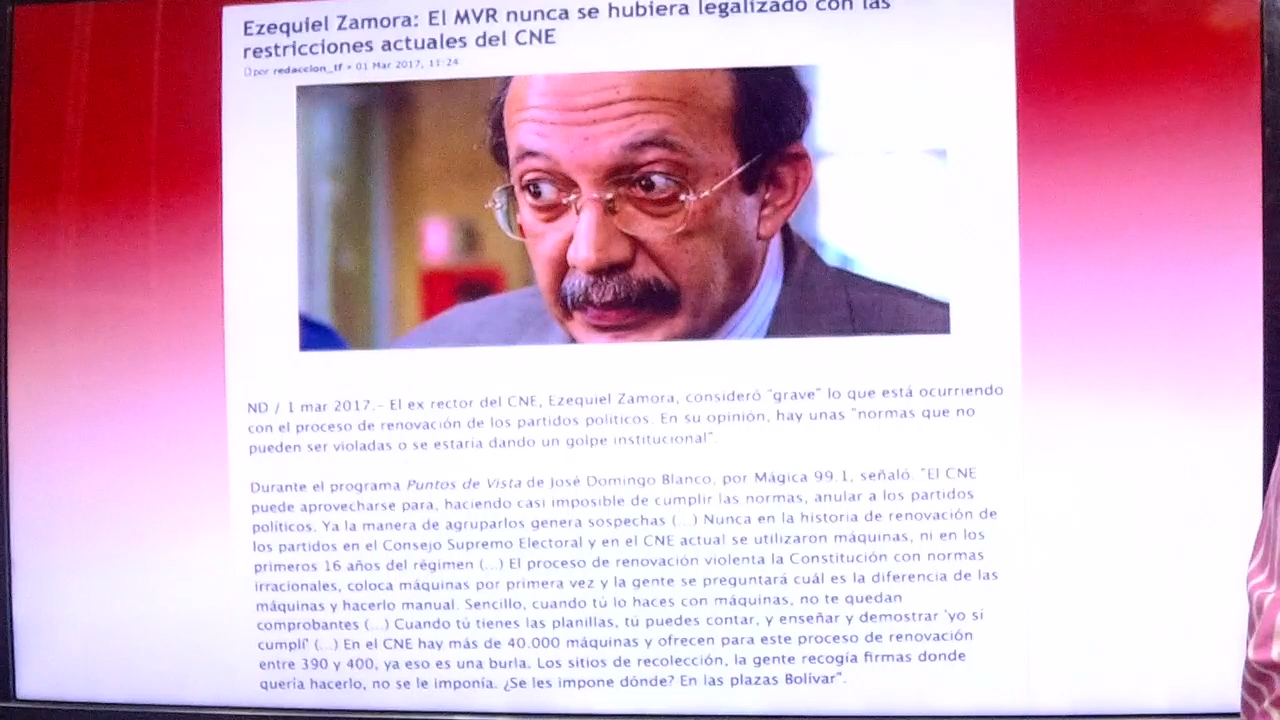 Ezequiel Zamora: El MVR nunca se hubiera legalizado con las
restricciones actuales del CNE
por redaccion_tf » 01 Mar 2017, 11:24
ND / 1 mar 2017.- El ex rector del CNE, Ezequiel Zamora, consideró "grave" lo que está ocurriendo
con el proceso de renovación de los partidos políticos. En su opinión, hay unas "normas que no
pueden ser violadas o se estaría dando un golpe institucional".
Durante el programa Puntos de Vista de José Domingo Blanco, por Mágica 99.1, señaló. "El CNE
puede aprovecharse para, haciendo casi imposible de cumplir las normas, anular a los partidos
políticos. Ya la manera de agruparlos genera sospechas (...) Nunca en la historia de renovación de
los partidos en el Consejo Supremo Electoral y en el CNE actual se utilizaron máquinas, ni en los
primeros 16 años del régimen (...) El proceso de renovación violenta la Constitución con normas
irracionales, coloca máquinas por primera vez y la gente se preguntará cuál es la diferencia de las
máquinas y hacerlo manual. Sencillo, cuando tú lo haces con máquinas, no te quedan
comprobantes (...) Cuando tú tienes las planillas, tú puedes contar, y enseñar y demostrar 'yo sí
cumplí' (...) En el CNE hay más de 40.000 máquinas y ofrecen para este proceso de renovación
entre 390 y 400, ya eso es una burla. Los sitios de recolección, la gente recogía firmas donde
quería hacerlo, no se le imponía. ¿Se les impone dónde? En las plazas Bolívar".